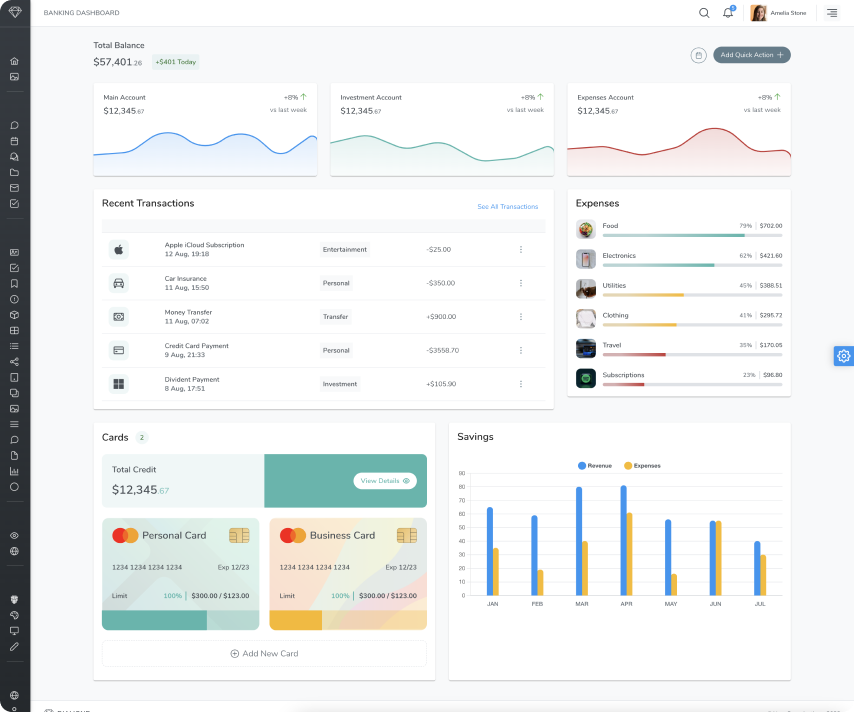 BANKING DASHBOARD
5
Amelia Stone
Total Balance
$57,401.26 +$401 Today
Add Quick Action
Main Account +8%
$12,345.67 vs last week
Investment Account +8%
$12,345.67 vs last week
Expenses Account +8%
$12,345.67 vs last week
Recent Transactions
See All Transactions
Apple iCloud Subscription
12 Aug, 19:18
Entertainment
-$25.00
Car Insurance
11 Aug, 15:50
Personal
-$350.00
Money Transfer
11 Aug, 07:02
Transfer
+$900.00
Credit Card Payment
9 Aug, 21:33
Personal
-$3558.70
Divident Payment
8 Aug, 17:51
Investment
+$105.90
Expenses
Food 79% | $702.00
Electronics 62% | $421.60
Utilities 45% | $388.51
Clothing 41% | $295.72
Travel 35% | $170.05
Subscriptions 23% | $96.80
Cards 2
Total Credit
$12,345.67
View Details
Personal Card
1234 1234 1234 1234 Exp 12/23
Limit 100% | $300.00 / $123.00
Business Card
1234 1234 1234 1234 Exp 12/23
Limit 100% | $300.00 / $123.00
Add New Card
Savings
Revenue Expenses
90
80
70
60
50
40
30
20
10
0
JAN FEB MAR APR MAY JUN JUL